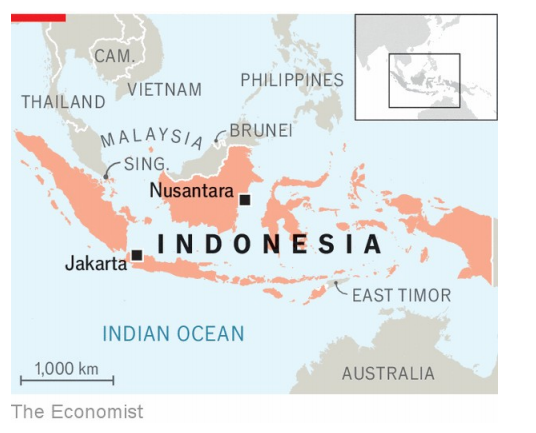 CAM.
VIETNAM
PHILIPPINES
THAILAND
MALAYSIA
BRUNEI
SING.
Nusantara
INDONESIA
Jakarta
EAST TIMOR
INDIAN OCEAN
1,000 km
AUSTRALIA
The Economist